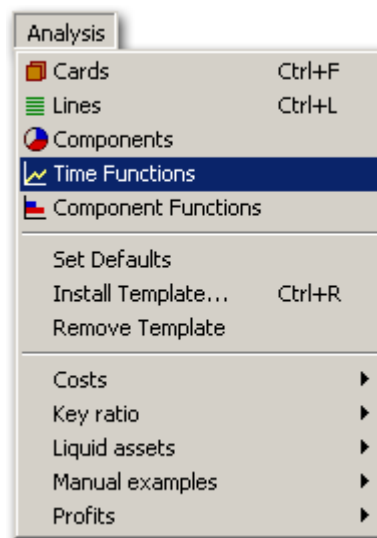 Analysis
Cards Ctrl+F
Lines Ctrl+L
Components
Time Functions
Component Functions
Set Defaults
Install Template... Ctrl+R
Remove Template
Costs
Key ratio
Liquid assets
Manual examples
Profits